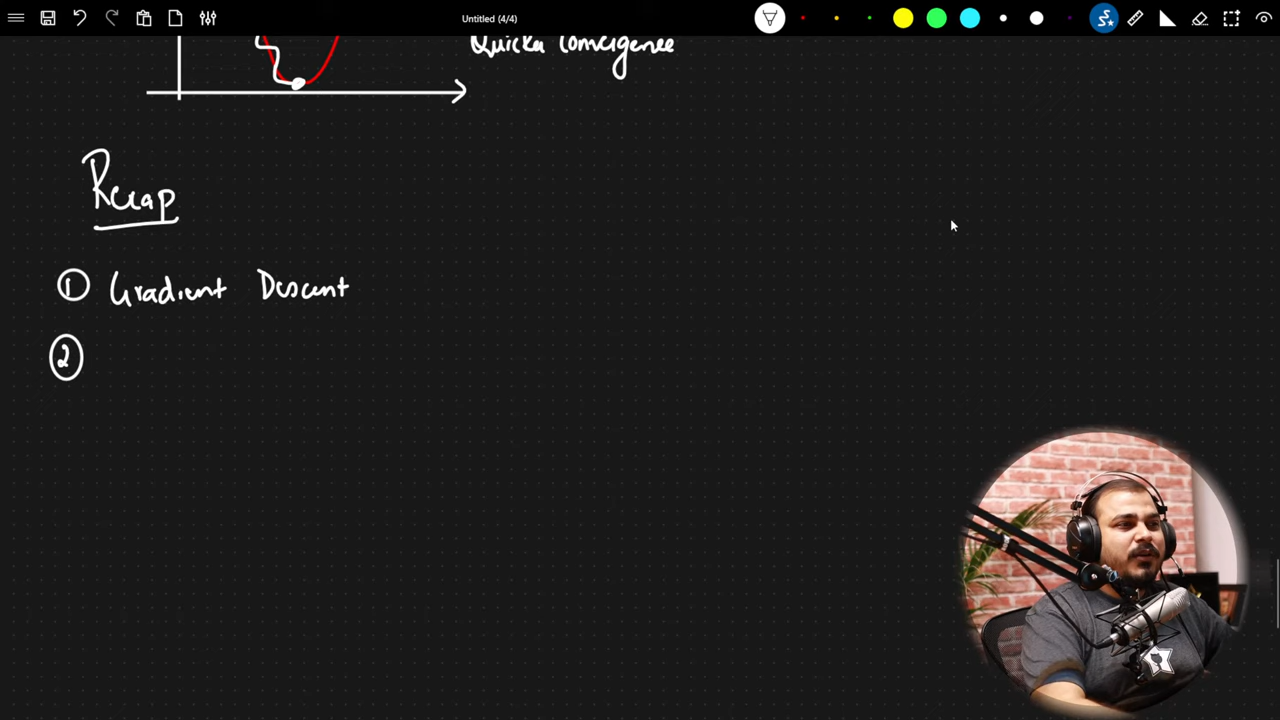 Untitled (4/4)
Quicker Convergence
Recap
① Gradient Descent
②